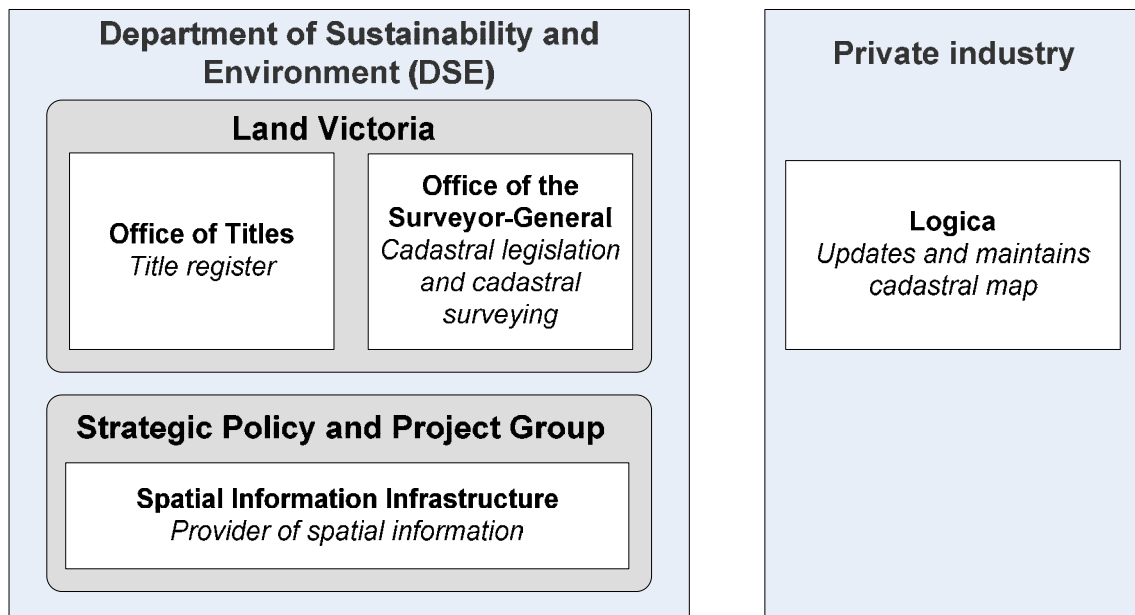 Department of Sustainability and
Environment (DSE)
Land Victoria
Office of Titles
Title register
Office of the
Surveyor-General
Cadastral legislation
and cadastral
surveying
Strategic Policy and Project Group
Spatial Information Infrastructure
Provider of spatial information
Private industry
Logica
Updates and maintains
cadastral map